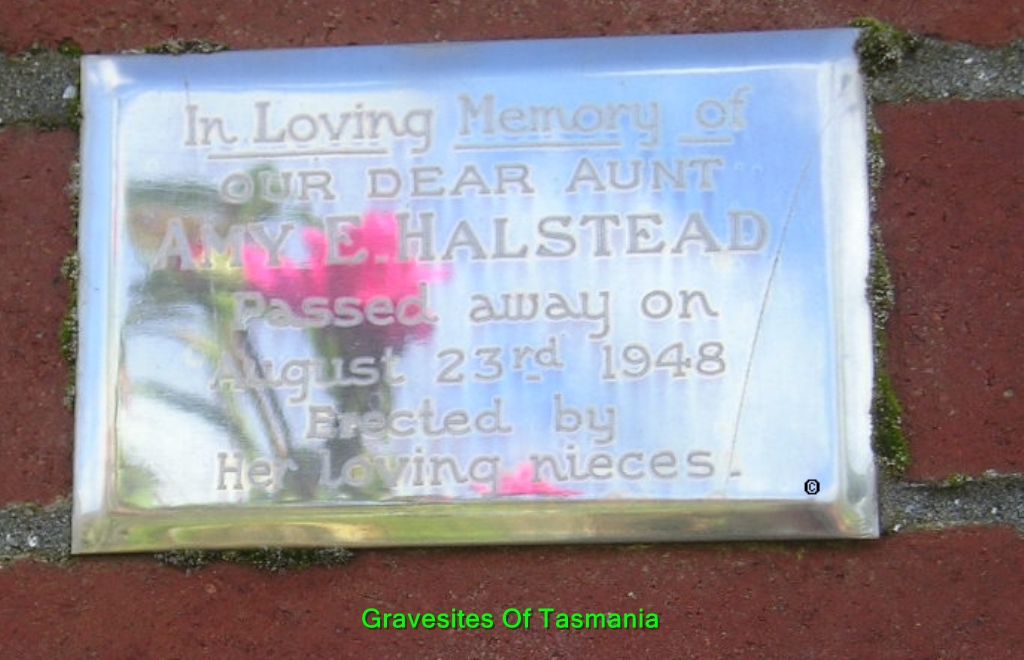 In Loving Memory of
OUR DEAR AUNT
AMY. E. HALSTEAD
Passed away on
August 23rd 1948
Erected by
Her loving nieces.
©
Gravesites Of Tasmania